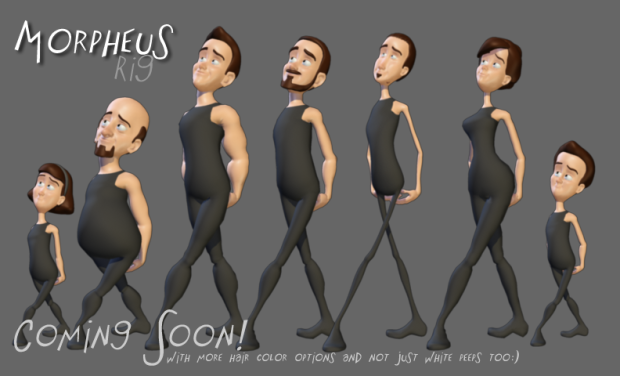 MORPHEUS
Rig
COMING SOON!
WITH MORE HAIR COLOR OPTIONS AND NOT JUST WHITE PEEPS TOO:)